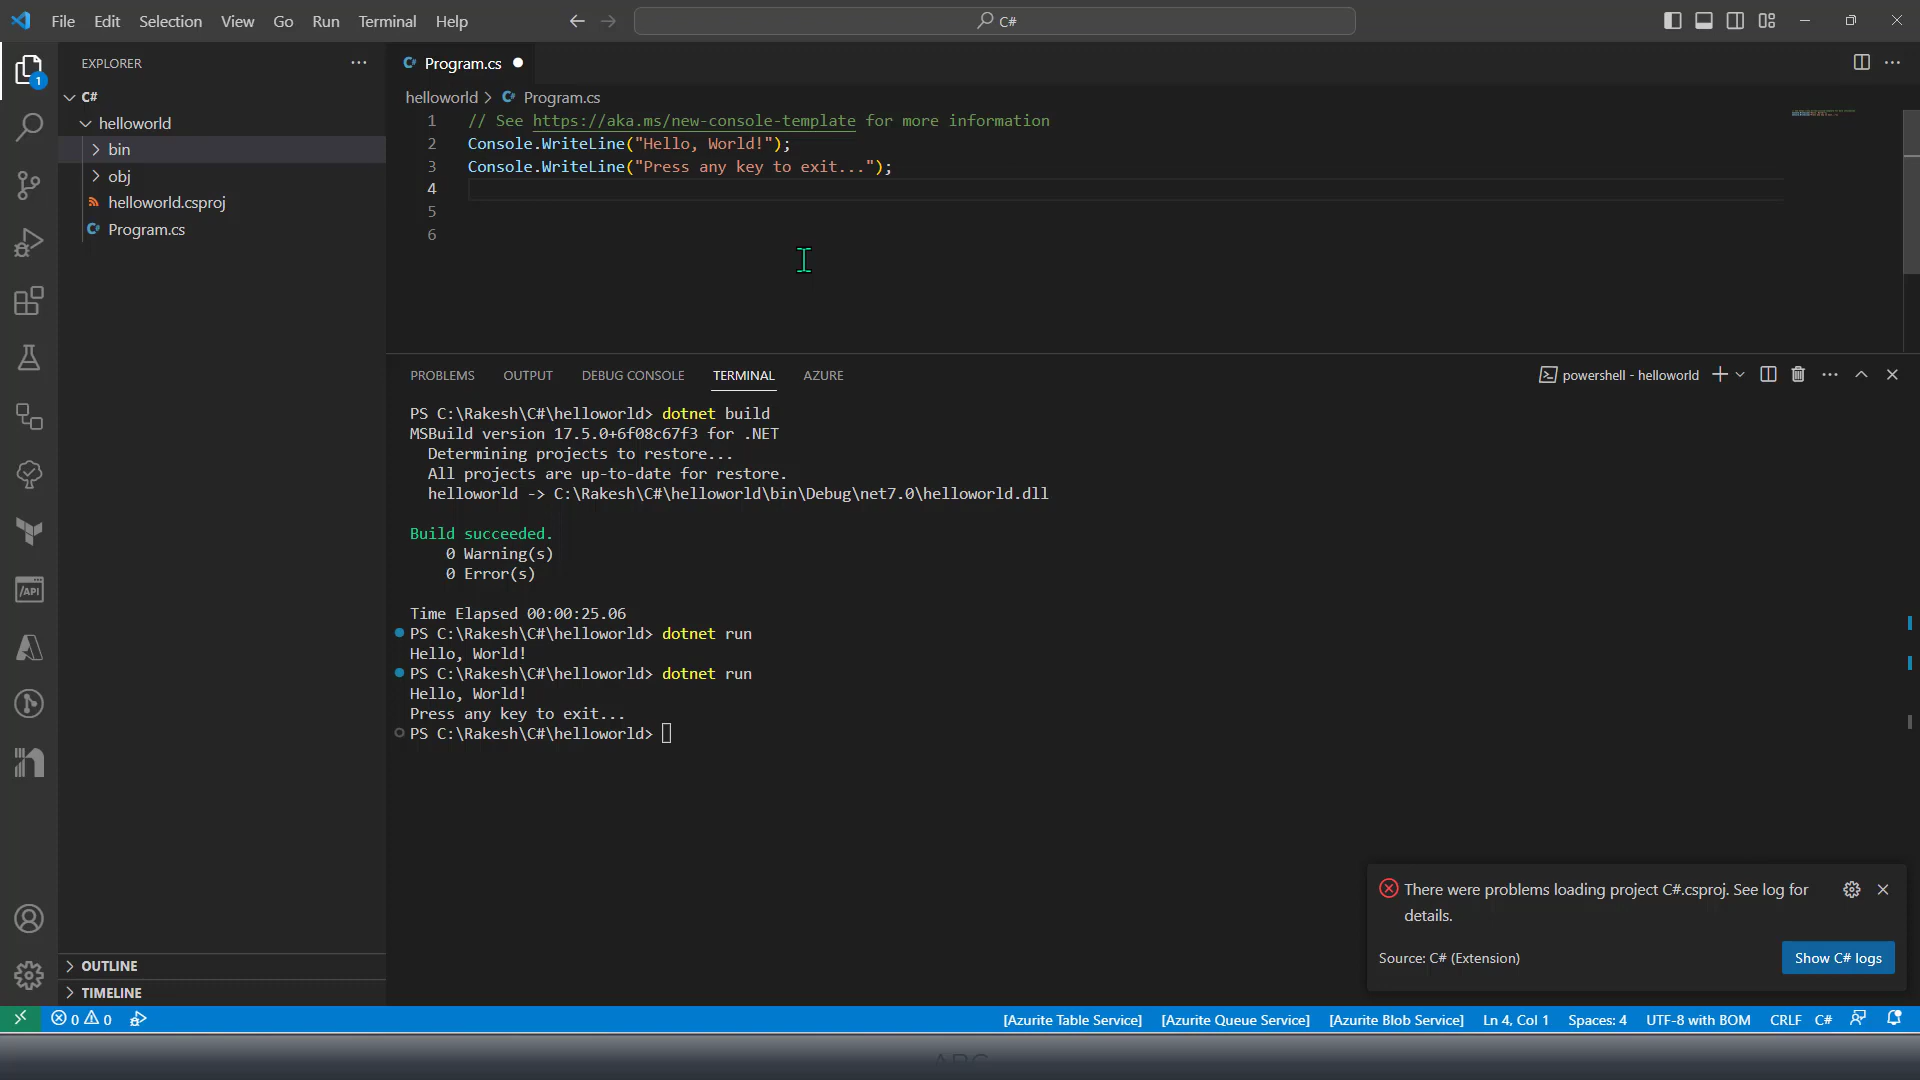 File Edit Selection View Go Run Terminal Help
C#
EXPLORER
1
C#
helloworld
bin
obj
helloworld.csproj
Program.cs
Program.cs
helloworld > Program.cs
1 // See https://aka.ms/new-console-template for more information
2 Console.WriteLine("Hello, World!");
3 Console.WriteLine("Press any key to exit...");
4
5
6
PROBLEMS OUTPUT DEBUG CONSOLE TERMINAL AZURE
powershell - helloworld
PS C:\Rakesh\C#\helloworld> dotnet build
MSBuild version 17.5.0+6f08c67f3 for .NET
Determining projects to restore...
All projects are up-to-date for restore.
helloworld -> C:\Rakesh\C#\helloworld\bin\Debug\net7.0\helloworld.dll
Build succeeded.
0 Warning(s)
0 Error(s)
Time Elapsed 00:00:25.06
PS C:\Rakesh\C#\helloworld> dotnet run
Hello, World!
PS C:\Rakesh\C#\helloworld> dotnet run
Hello, World!
Press any key to exit...
PS C:\Rakesh\C#\helloworld>
There were problems loading project C#.csproj. See log for
details.
Source: C# (Extension)
Show C# logs
/API
OUTLINE
TIMELINE
0 0
[Azurite Table Service] [Azurite Queue Service] [Azurite Blob Service] Ln 4, Col 1 Spaces: 4 UTF-8 with BOM CRLF C#